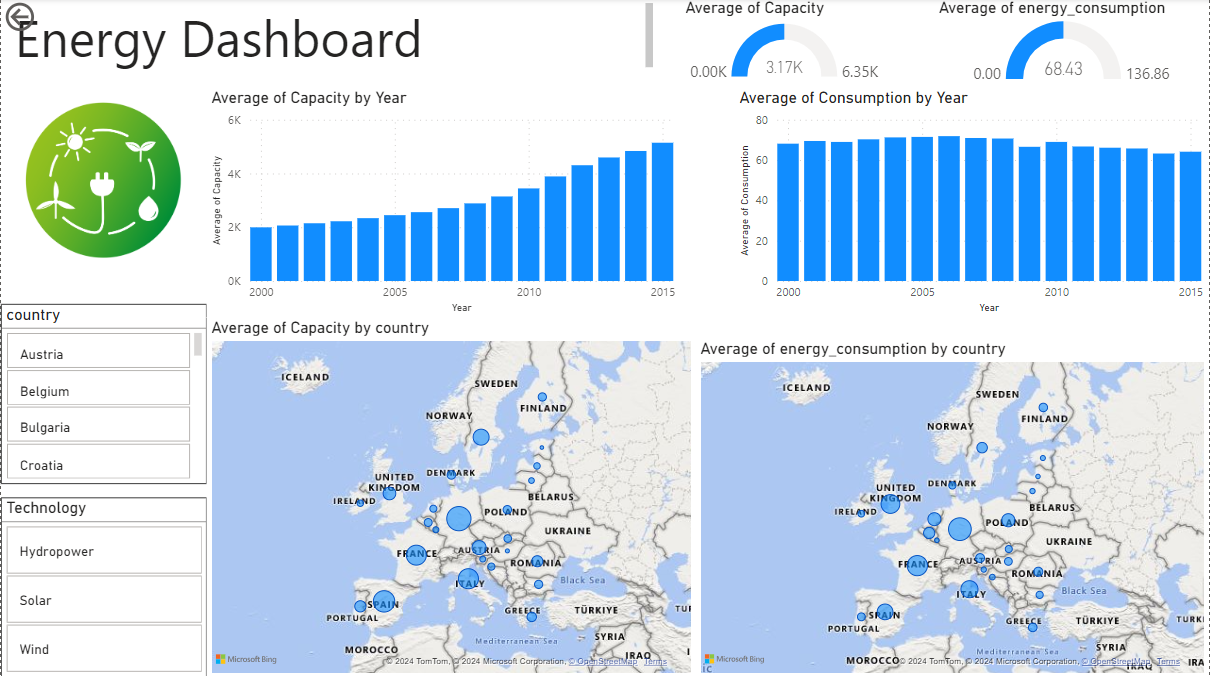 Energy Dashboard
Average of Capacity
0.00K
3.17K
6.35K
Average of energy_consumption
0.00
68.43
136.86
Average of Capacity by Year
6K
4K
2K
0K
Average of Capacity
2000
2005
2010
2015
Year
Average of Consumption by Year
80
60
40
20
0
Average of Consumption
2000
2005
2010
2015
Year
country
Austria
Belgium
Bulgaria
Croatia
Technology
Hydropower
Solar
Wind
Average of Capacity by country
ICELAND
SWEDEN
FINLAND
NORWAY
DENMARK
UNITED
KINGDOM
IRELAND
BELARUS
POLAND
UKRAINE
FRANCE
AUSTRIA
ROMANIA
Black Sea
ITALY
SPAIN
PORTUGAL
GREECE
TÜRKIYE
TUR
Mediterranean Sea
SYRIA
MOROCCO
IRAQ
Microsoft Bing
© 2024 TomTom, © 2024 Microsoft Corporation, © OpenStreetMap Terms
Average of energy_consumption by country
ICELAND
SWEDEN
FINLAND
NORWAY
DENMARK
UNITED
KINGDOM
IRELAND
BELARUS
POLAND
UKRAINE
FRANCE
AUSTRIA
ROMANIA
Black Sea
ITALY
SPAIN
PORTUGAL
GREECE
TÜRKIYE
TURK
Mediterranean Sea
SYRIA
MOROCCO
IRAQ
IRA
Microsoft Bing
IC
© 2024 TomTom, © 2024 Microsoft Corporation, © OpenStreetMap Terms